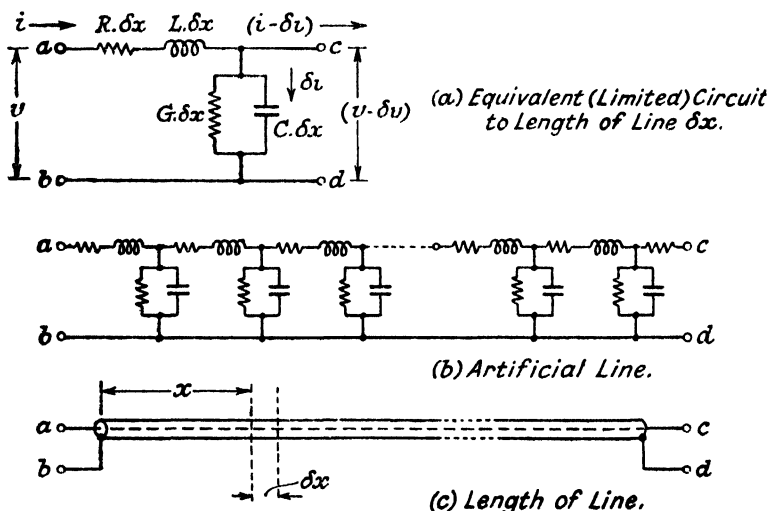 i R.δx L.δx (i-δι)
a c
δι
v G.δx C.δx (v-δv)
(a) Equivalent (Limited) Circuit
to Length of Line δx.
b d
a c
b d
(b) Artificial Line.
x
a c
b d
δx
(c) Length of Line.